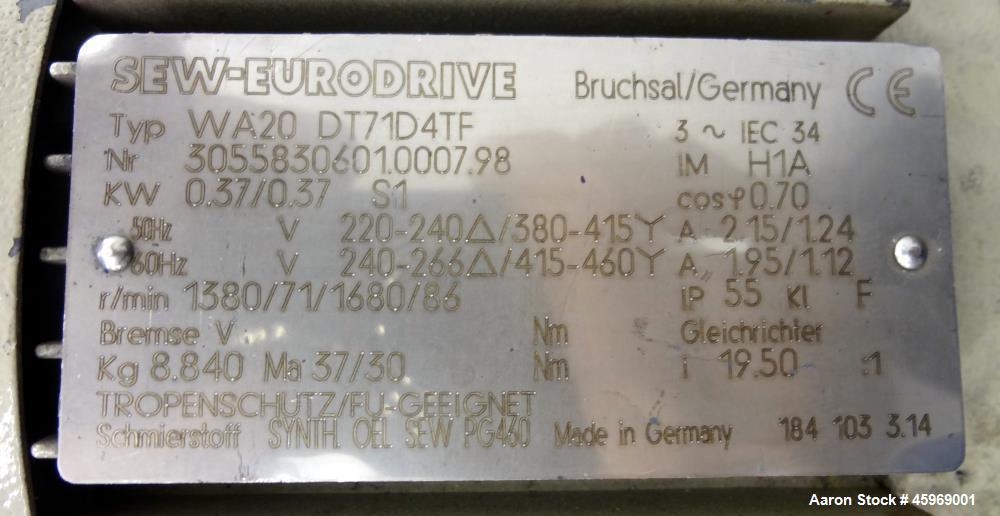 SEW-EURODRIVE Bruchsal/Germany CE
Typ WA20 DT71D4TF 3 ~ IEC 34
Nr 3055830601.0007.98 IM H1A
KW 0.37/0.37 S1 cosφ 0.70
50Hz V 220-240△/380-415Y A 2.15/1.24
60Hz V 240-266△/415-460Y A 1.95/1.12
r/min 1380/71/1680/86 IP 55 Kl F
Bremse V Nm Gleichrichter
Kg 8.840 Ma 37/30 Nm i 19.50 :1
TROPENSCHUTZ/FU-GEEIGNET
Schmierstoff SYNTH. OEL SEW PG460 Made in Germany 184 103 3.14
Aaron Stock # 45969001